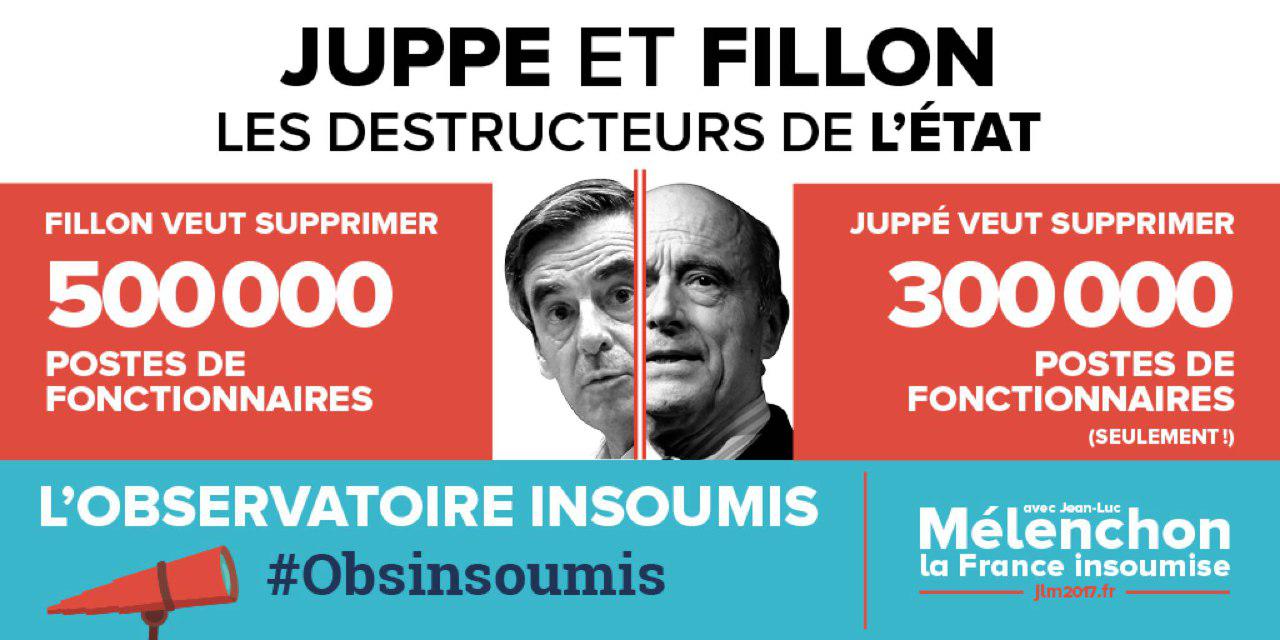 JUPPE ET FILLON
LES DESTRUCTEURS DE L'ÉTAT
FILLON VEUT SUPPRIMER
500 000
POSTES DE
FONCTIONNAIRES
JUPPÉ VEUT SUPPRIMER
300 000
POSTES DE
FONCTIONNAIRES
(SEULEMENT !)
L'OBSERVATOIRE INSOUMIS
#Obsinsoumis
avec Jean-Luc
Mélenchon
la France insoumise
jlm2017.fr